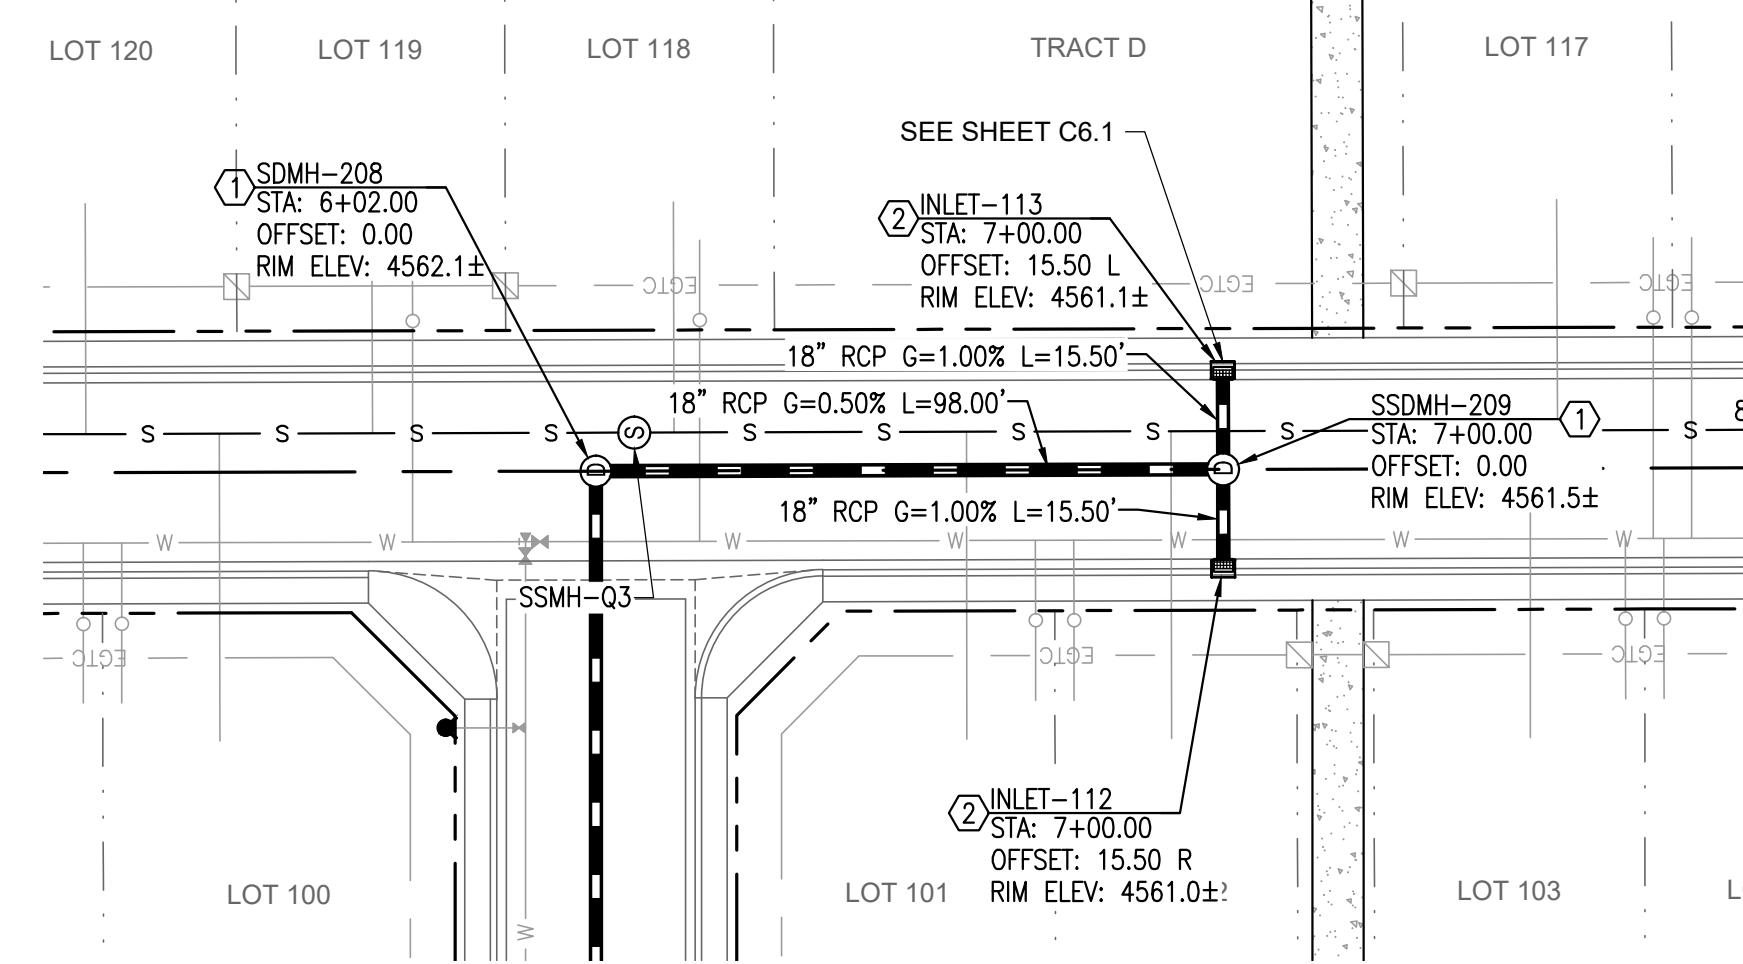 LOT 120
LOT 119
LOT 118
TRACT D
LOT 117
SEE SHEET C6.1
1
SDMH-208
STA: 6+02.00
OFFSET: 0.00
RIM ELEV: 4562.1±
2
INLET-113
STA: 7+00.00
OFFSET: 15.50 L
RIM ELEV: 4561.1±
EGTC
EGTC
EGTC
18" RCP G=1.00% L=15.50'
18" RCP G=0.50% L=98.00'
SSDMH-209
1
STA: 7+00.00
OFFSET: 0.00
RIM ELEV: 4561.5±
8
S
S
S
S
S
S
S
S
S
S
S
D
D
18" RCP G=1.00% L=15.50'
W
W
W
W
W
W
W
SSMH-Q3
EGTC
EGTC
EGTC
2
INLET-112
STA: 7+00.00
OFFSET: 15.50 R
RIM ELEV: 4561.0±
LOT 100
LOT 101
LOT 103
W